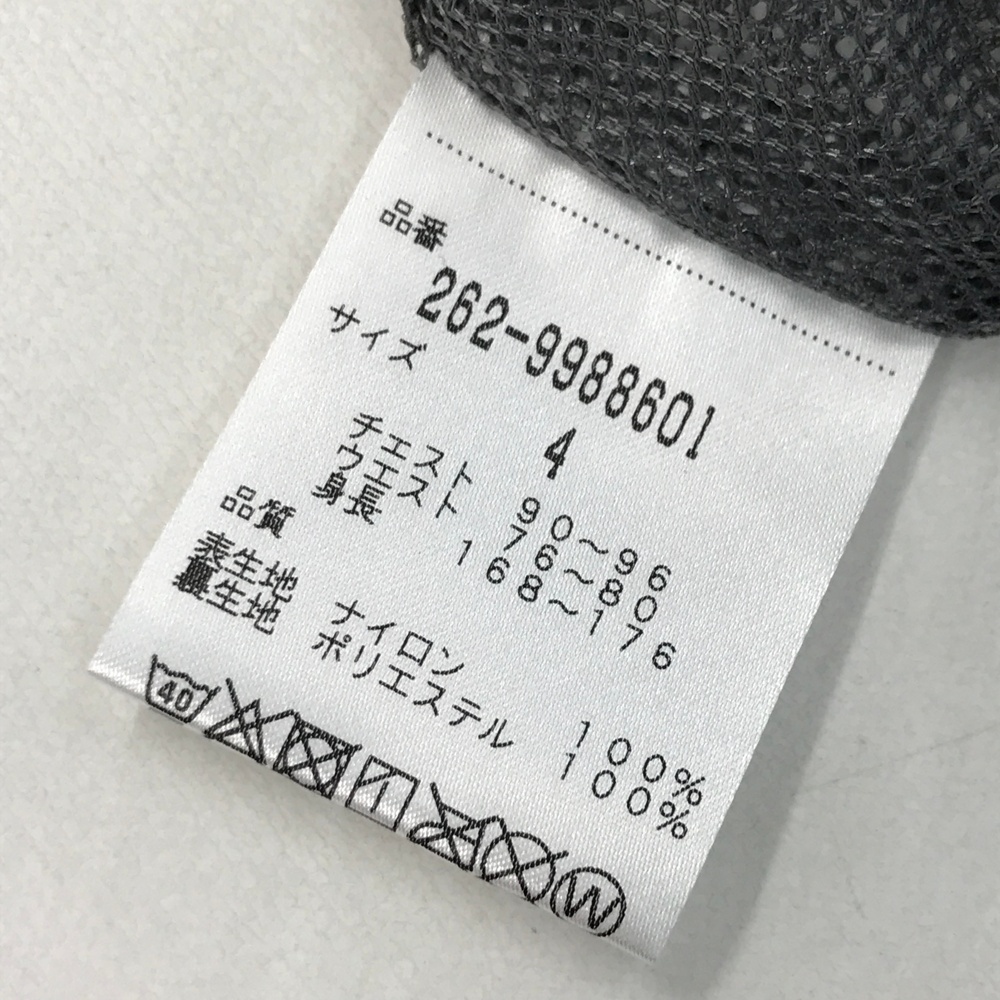 品番
262-9988601
サイズ
4
チェスト 90~96
ウエスト 76~80
身長 168~176
品質
表生地 ナイロン 100%
裏生地 ポリエステル 100%
40
W